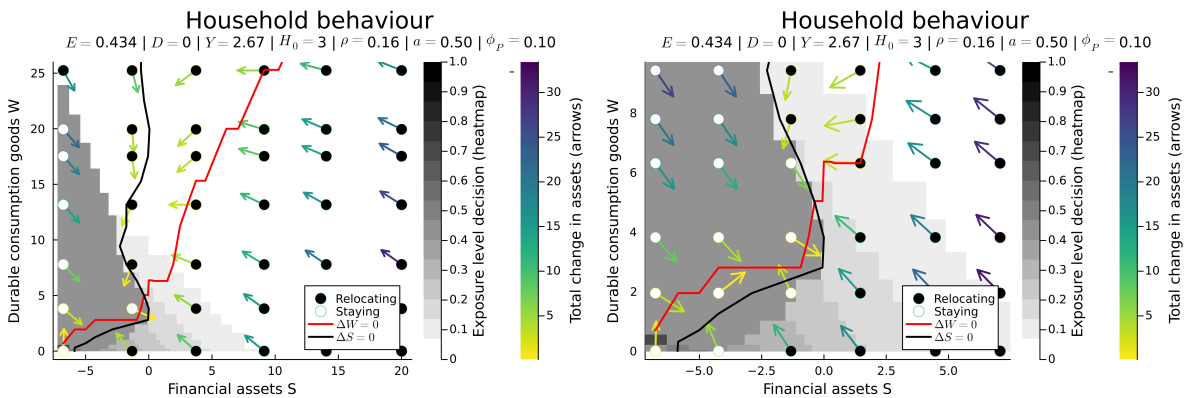 Household behaviour
E = 0.434 | D = 0 | Y = 2.67 | H₀ = 3 | ρ = 0.16 | a = 0.50 | ϕ_P = 0.10
Durable consumption goods W
25
20
15
10
5
0
−5
0
5
10
15
20
Financial assets S
Relocating
Staying
ΔW = 0
ΔS = 0
1.0
0.9
0.8
0.7
0.6
0.5
0.4
0.3
0.2
0.1
0
Exposure level decision (heatmap)
30
25
20
15
10
5
Total change in assets (arrows)
Household behaviour
E = 0.434 | D = 0 | Y = 2.67 | H₀ = 3 | ρ = 0.16 | a = 0.50 | ϕ_P = 0.10
Durable consumption goods W
8
6
4
2
0
−5.0
−2.5
0.0
2.5
5.0
Financial assets S
Relocating
Staying
ΔW = 0
ΔS = 0
1.0
0.9
0.8
0.7
0.6
0.5
0.4
0.3
0.2
0.1
0
Exposure level decision (heatmap)
30
25
20
15
10
5
Total change in assets (arrows)